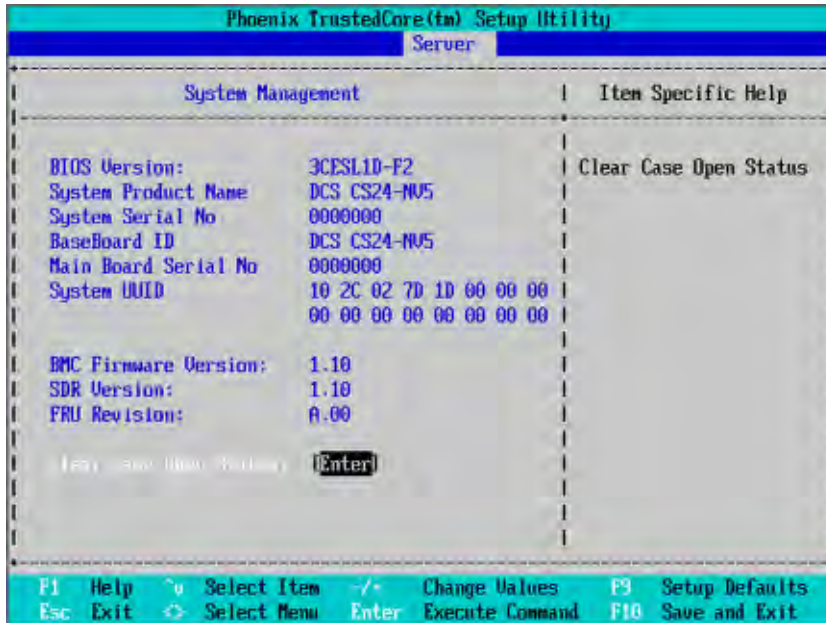 Phoenix TrustedCore(tm) Setup Utility
Server
System Management
Item Specific Help
BIOS Version: 3CESL1D-F2
Clear Case Open Status
System Product Name DCS CS24-NV5
System Serial No 0000000
BaseBoard ID DCS CS24-NV5
Main Board Serial No 0000000
System UUID 10 2C 02 7D 1D 00 00 00
00 00 00 00 00 00 00 00
BMC Firmware Version: 1.10
SDR Version: 1.10
FRU Revision: A.00
Clear Case Open Status: [Enter]
F1 Help ^v Select Item -/+ Change Values F9 Setup Defaults
Esc Exit <> Select Menu Enter Execute Command F10 Save and Exit